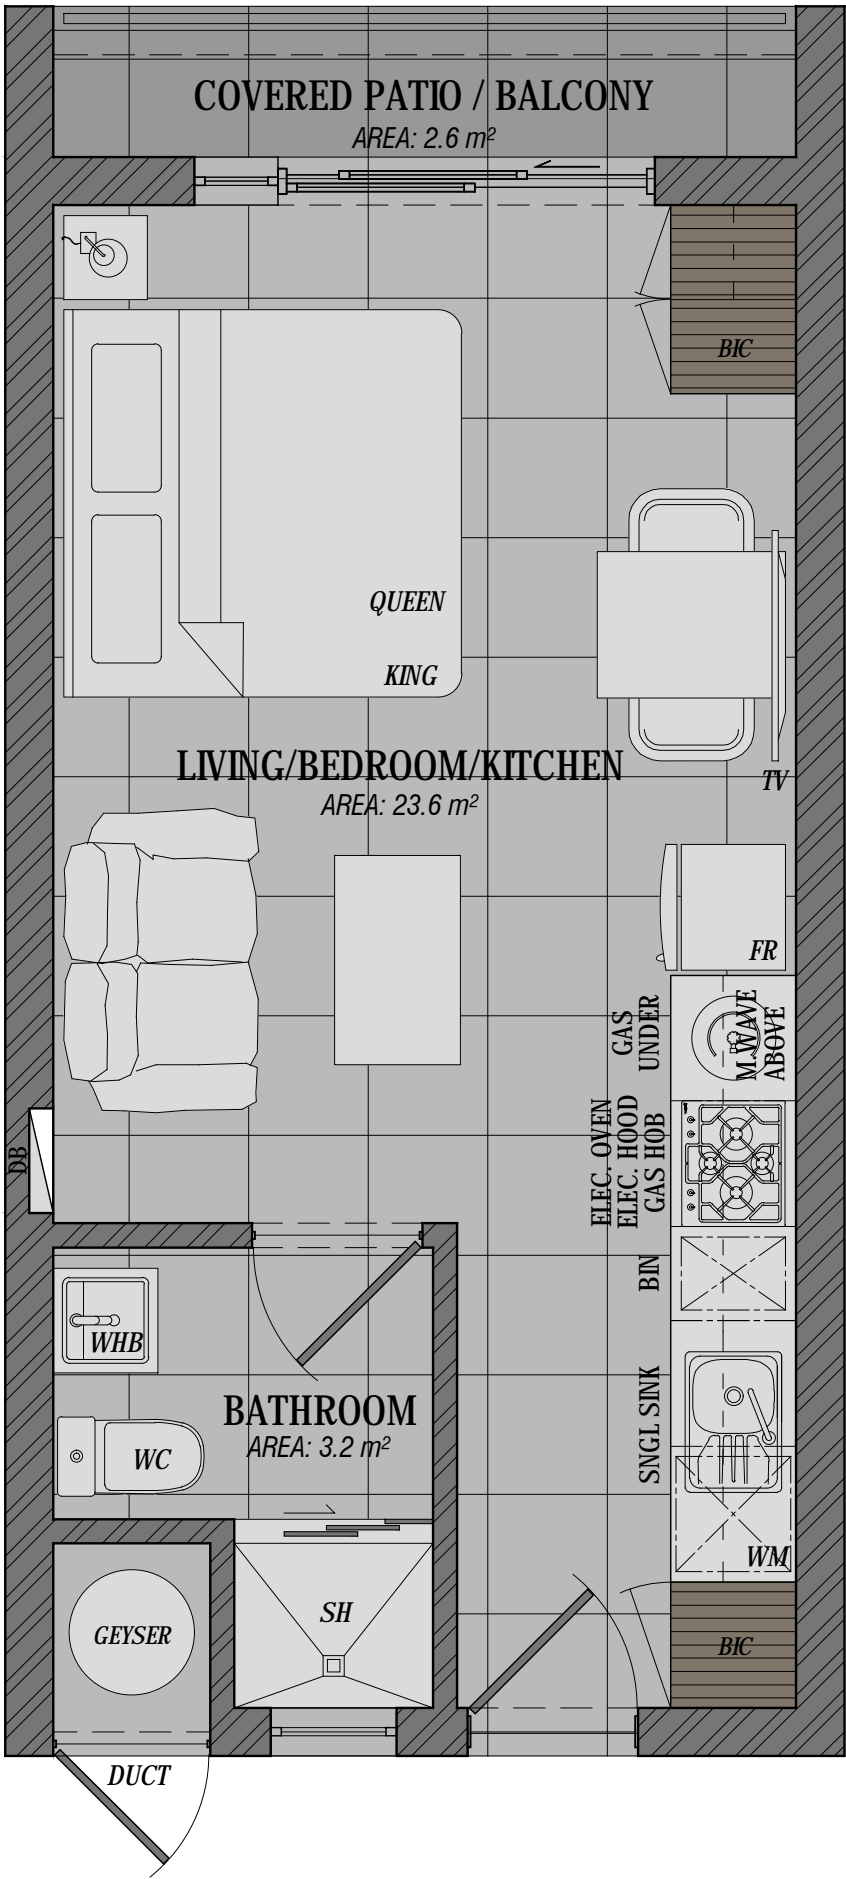 COVERED PATIO / BALCONY
AREA: 2.6 m²
BIC
QUEEN
KING
LIVING/BEDROOM/KITCHEN
AREA: 23.6 m²
TV
FR
GAS
UNDER
M.WAVE
ABOVE
ELEC. OVEN
ELEC. HOOD
GAS HOB
DB
BIN
WHB
SNGL SINK
BATHROOM
AREA: 3.2 m²
WC
WM
SH
GEYSER
BIC
DUCT